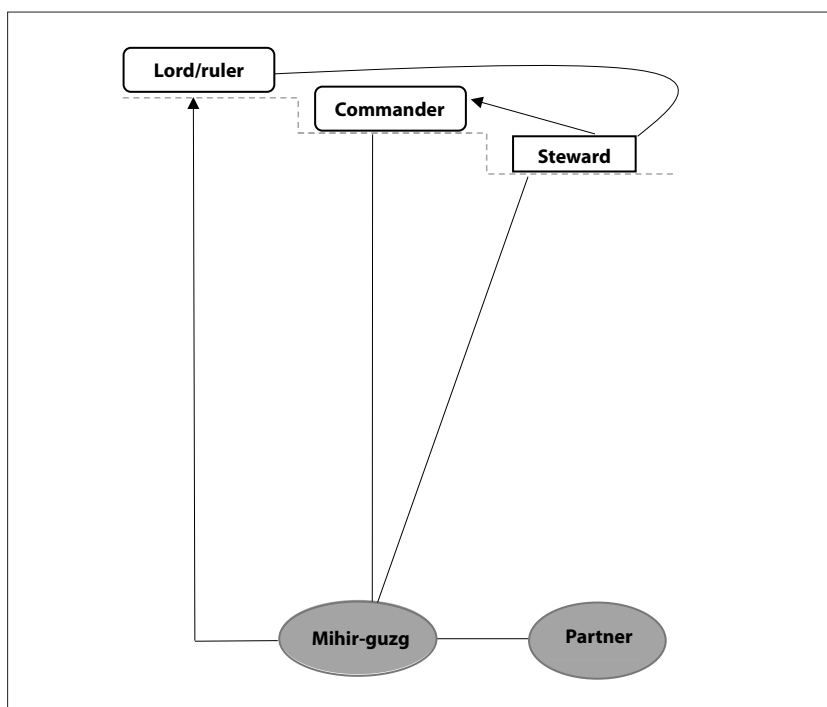 Lord/ruler
Commander
Steward
Mihir-guzg
Partner